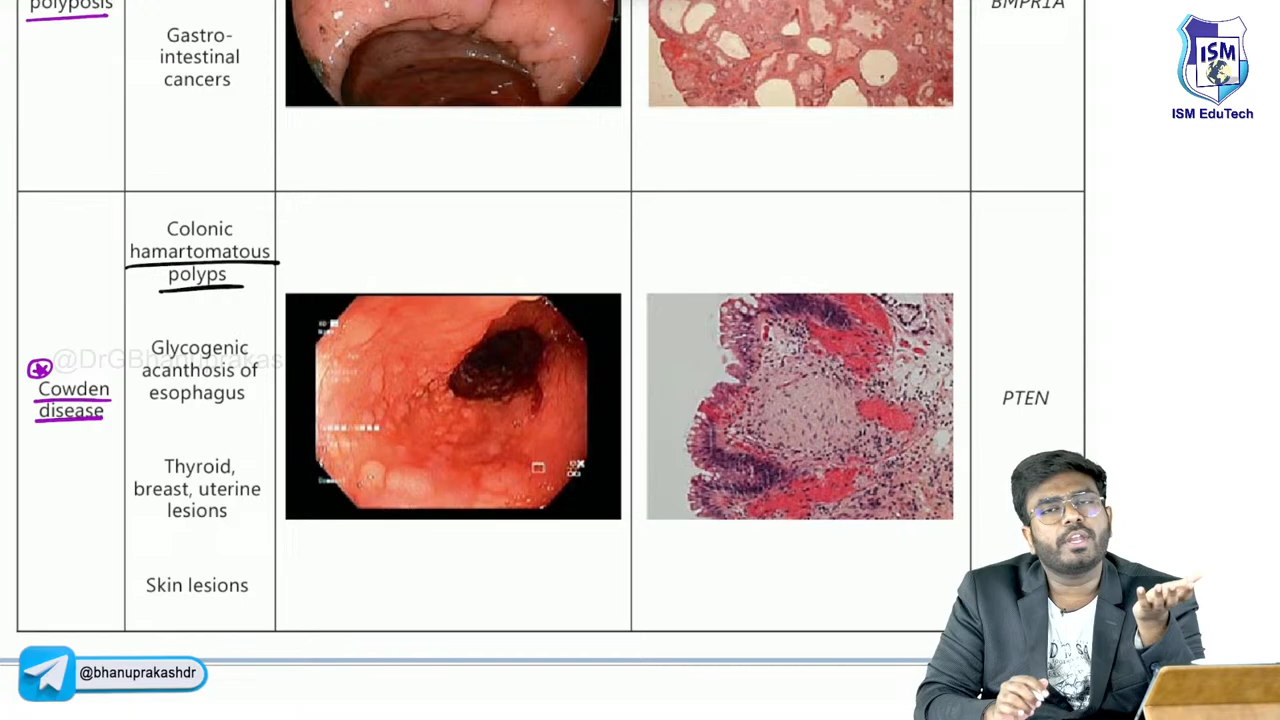 polyposis
Gastro-
intestinal
cancers
BMPR1A
ISM
ISM EduTech
Colonic
hamartomatous
polyps
Glycogenic
acanthosis of
esophagus
Thyroid,
breast, uterine
lesions
Skin lesions
@DrGBhanuprakas
Cowden
disease
PTEN
@bhanuprakashdr